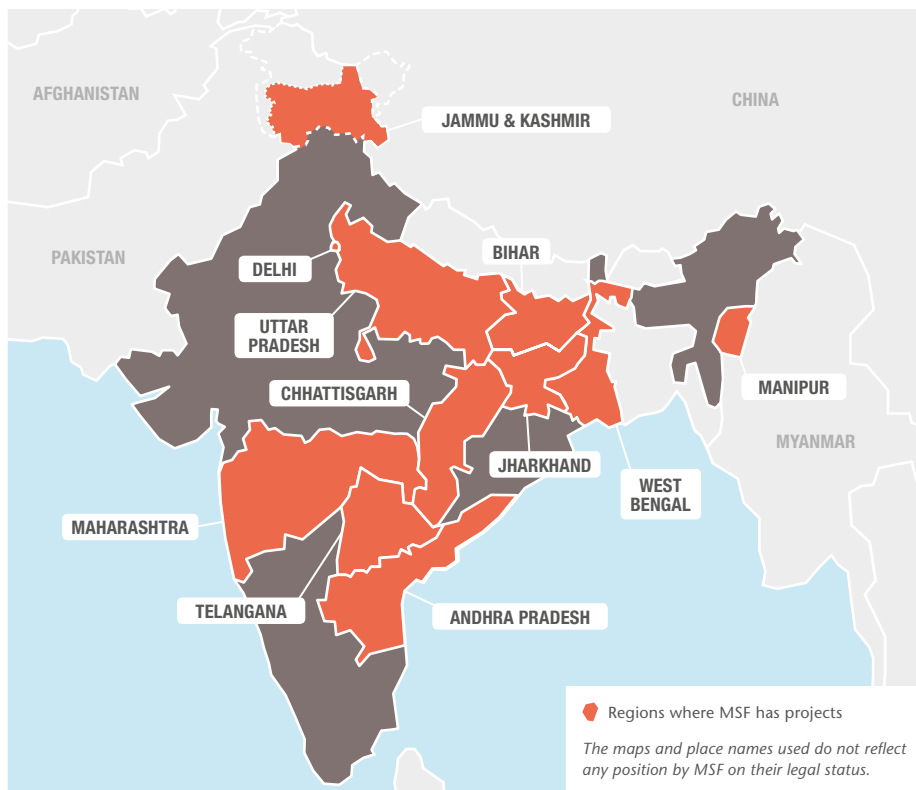 AFGHANISTAN
CHINA
JAMMU & KASHMIR
PAKISTAN
BIHAR
DELHI
UTTAR
PRADESH
CHHATTISGARH
MANIPUR
MYANMAR
JHARKHAND
WEST
BENGAL
MAHARASHTRA
TELANGANA
ANDHRA PRADESH
Regions where MSF has projects
The maps and place names used do not reflect
any position by MSF on their legal status.